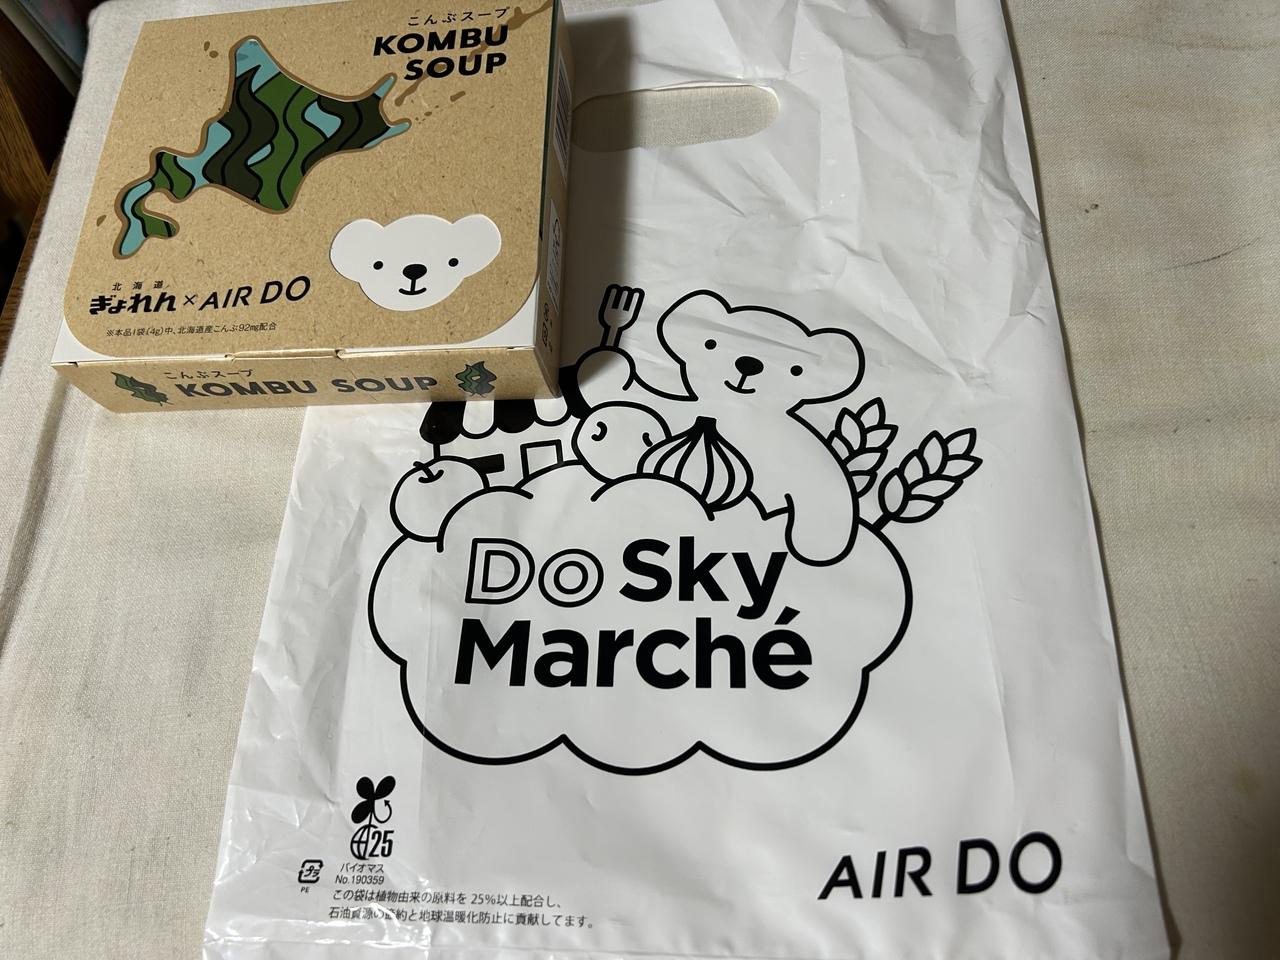 こんぶスープ
KOMBU
SOUP
北海道
ぎょれん×AIR DO
※本品1袋(4g)中、北海道産こんぶ92mg配合
こんぶスープ
KOMBU SOUP
Do Sky
Marché
25
バイオマス
No.190359
プラ
PE
この袋は植物由来の原料を25%以上配合し、
石油資源の節約と地球温暖化防止に貢献してます。
AIR DO